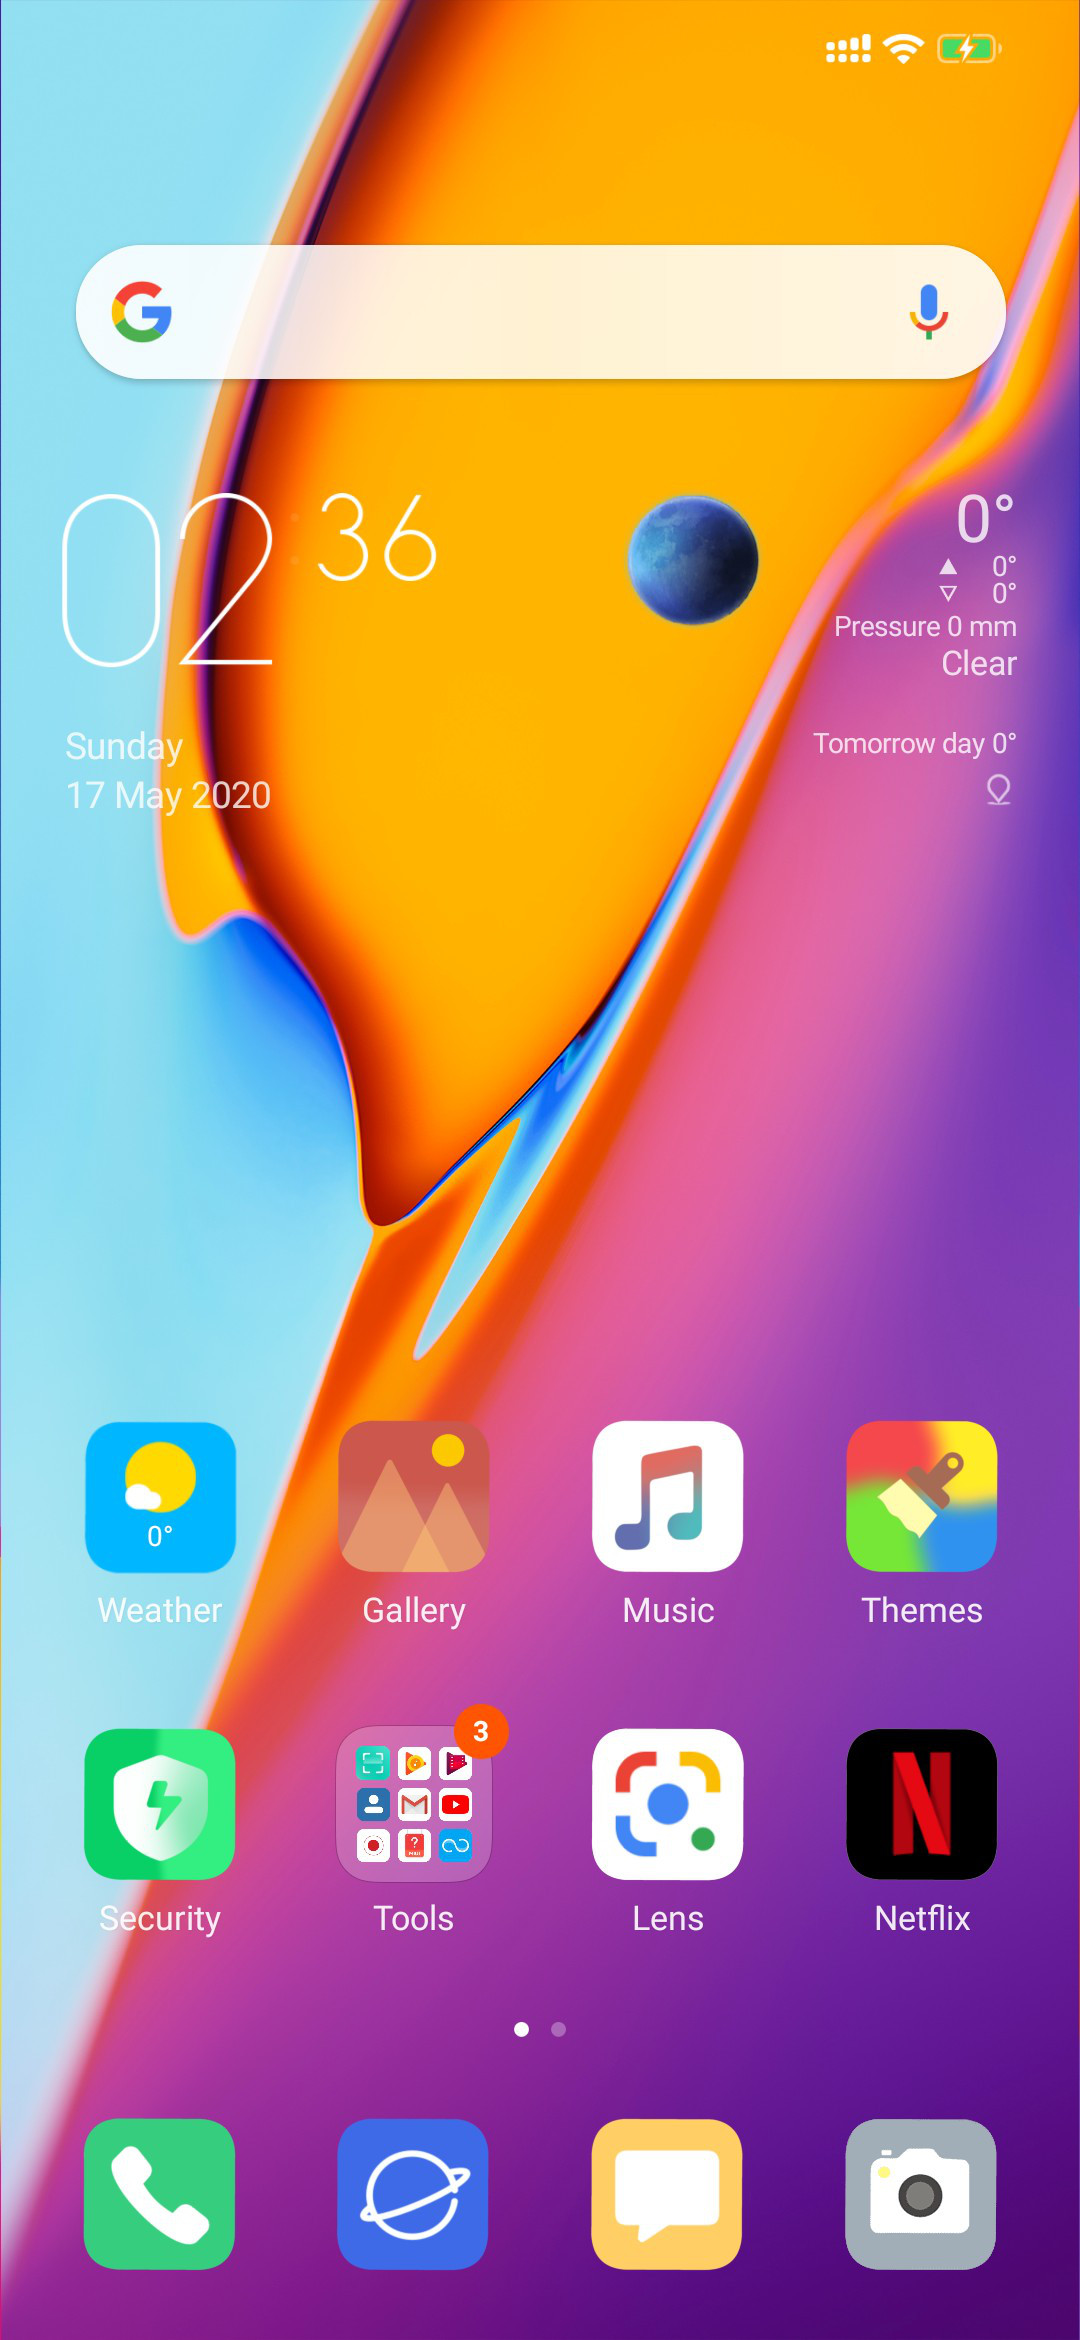 02:36
0°
0°
0°
Pressure 0 mm
Clear
Sunday
17 May 2020
Tomorrow day 0°
0°
Weather
Gallery
Music
Themes
3
Security
Tools
Lens
Netflix